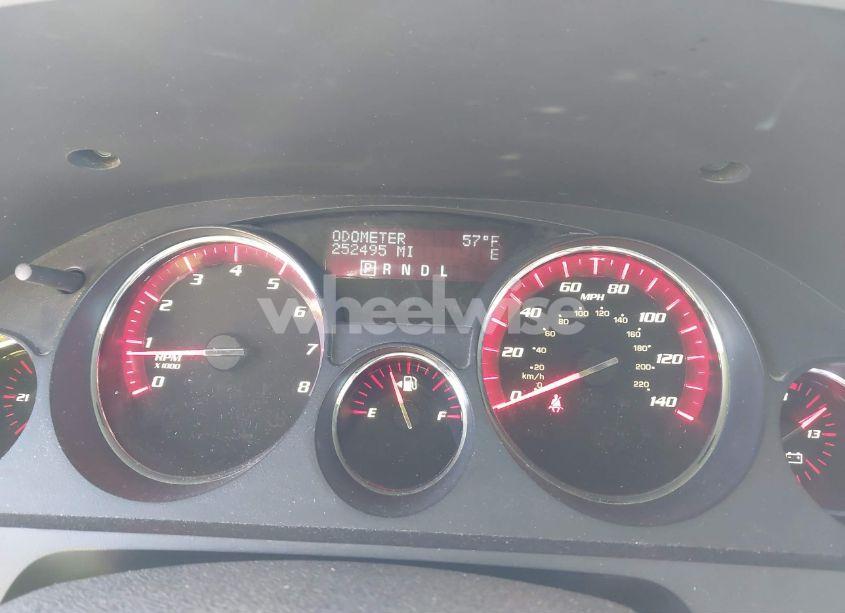 ODOMETER 57°F
252495 MI E
P R N D L
wheelwise
0 1 2 3 4 5 6 7 8
RPM
X1000
E F
0 20 40 60 80 100 120 140
MPH
0 20 40 60 80 100 120 140 160 180 200 220
km/h
21
13